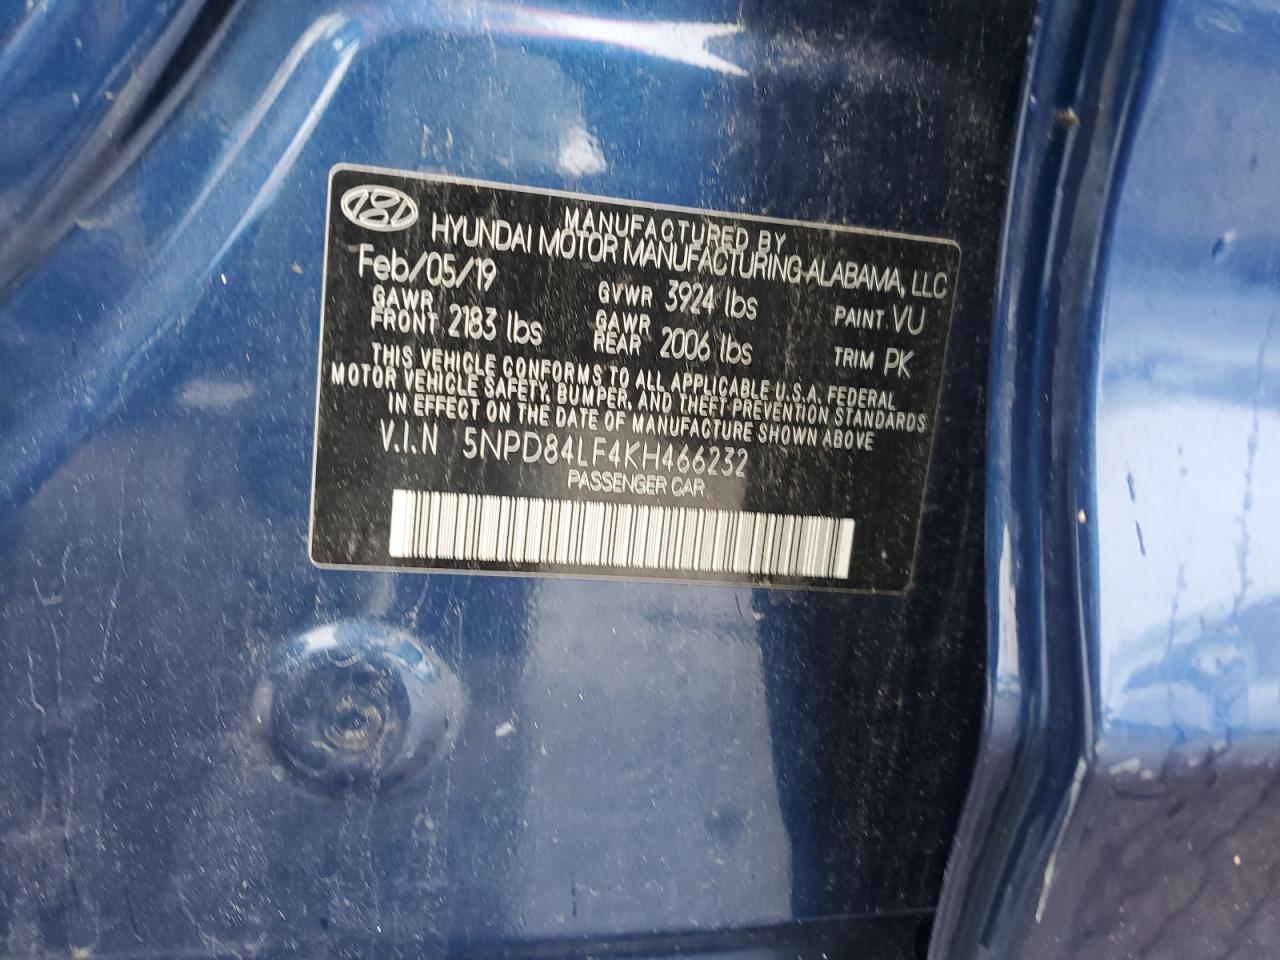 MANUFACTURED BY
HYUNDAI MOTOR MANUFACTURING ALABAMA, LLC
Feb/05/19
GAWR FRONT 2183 lbs
GVWR 3924 lbs
GAWR REAR 2006 lbs
PAINT VU
TRIM PK
THIS VEHICLE CONFORMS TO ALL APPLICABLE U.S.A. FEDERAL
MOTOR VEHICLE SAFETY, BUMPER, AND THEFT PREVENTION STANDARDS
IN EFFECT ON THE DATE OF MANUFACTURE SHOWN ABOVE
V.I.N 5NPD84LF4KH466232
PASSENGER CAR